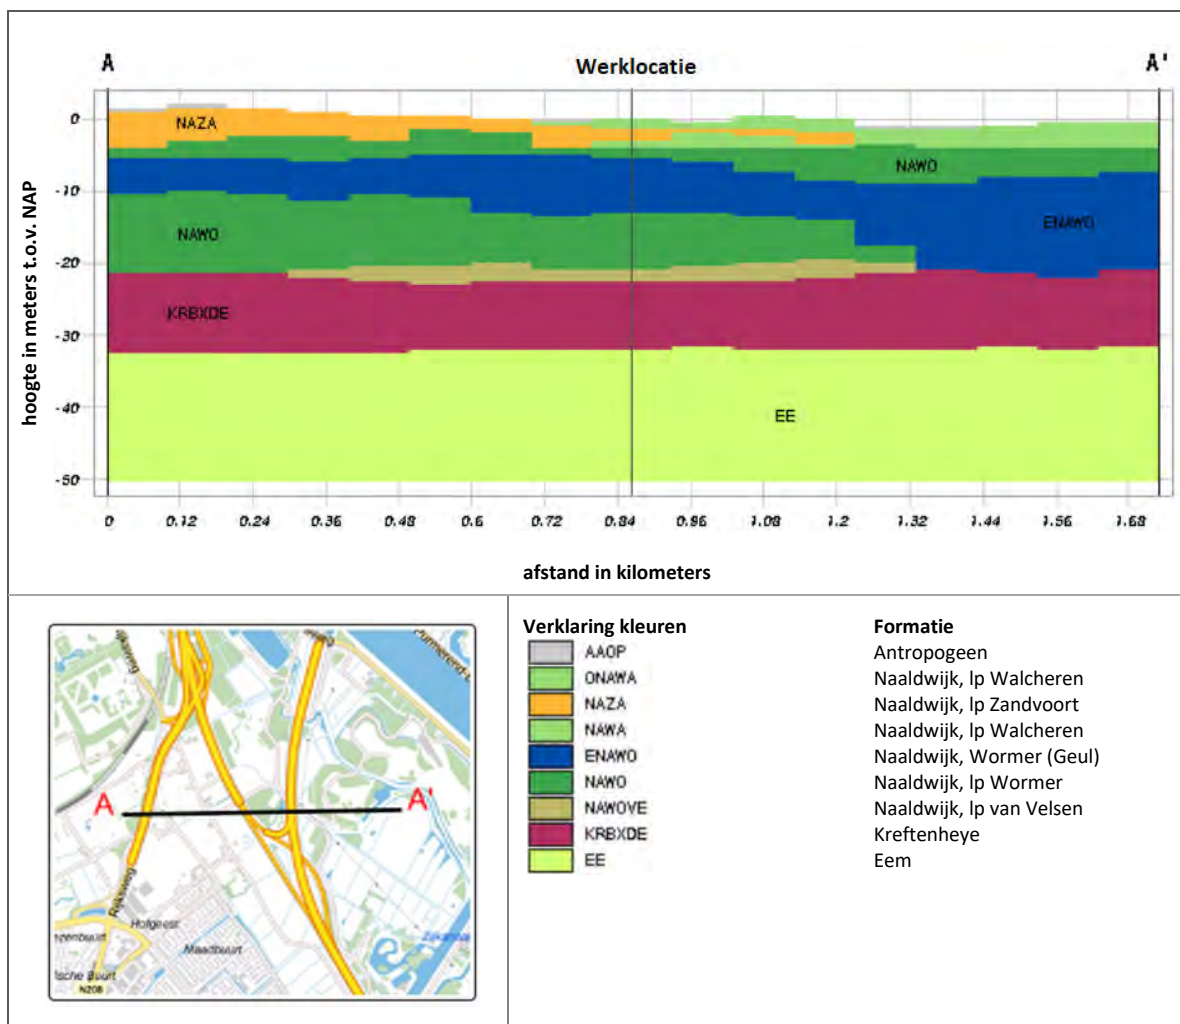 A
Werklocatie
A'
hoogte in meters t.o.v. NAP
0
-10
-20
-30
-40
-50
NAZA
NAWO
NAWO
ENAWO
KRBXDE
EE
0 0.12 0.24 0.36 0.48 0.6 0.72 0.84 0.96 1.08 1.2 1.32 1.44 1.56 1.68
afstand in kilometers
A
A'
Rijksweg
Hofgeest
Maadbuurt
N208
Verklaring kleuren Formatie
AAOP Antropogeen
ONAWA Naaldwijk, lp Walcheren
NAZA Naaldwijk, lp Zandvoort
NAWA Naaldwijk, lp Walcheren
ENAWO Naaldwijk, Wormer (Geul)
NAWO Naaldwijk, lp Wormer
NAWOVE Naaldwijk, lp van Velsen
KRBXDE Kreftenheye
EE Eem